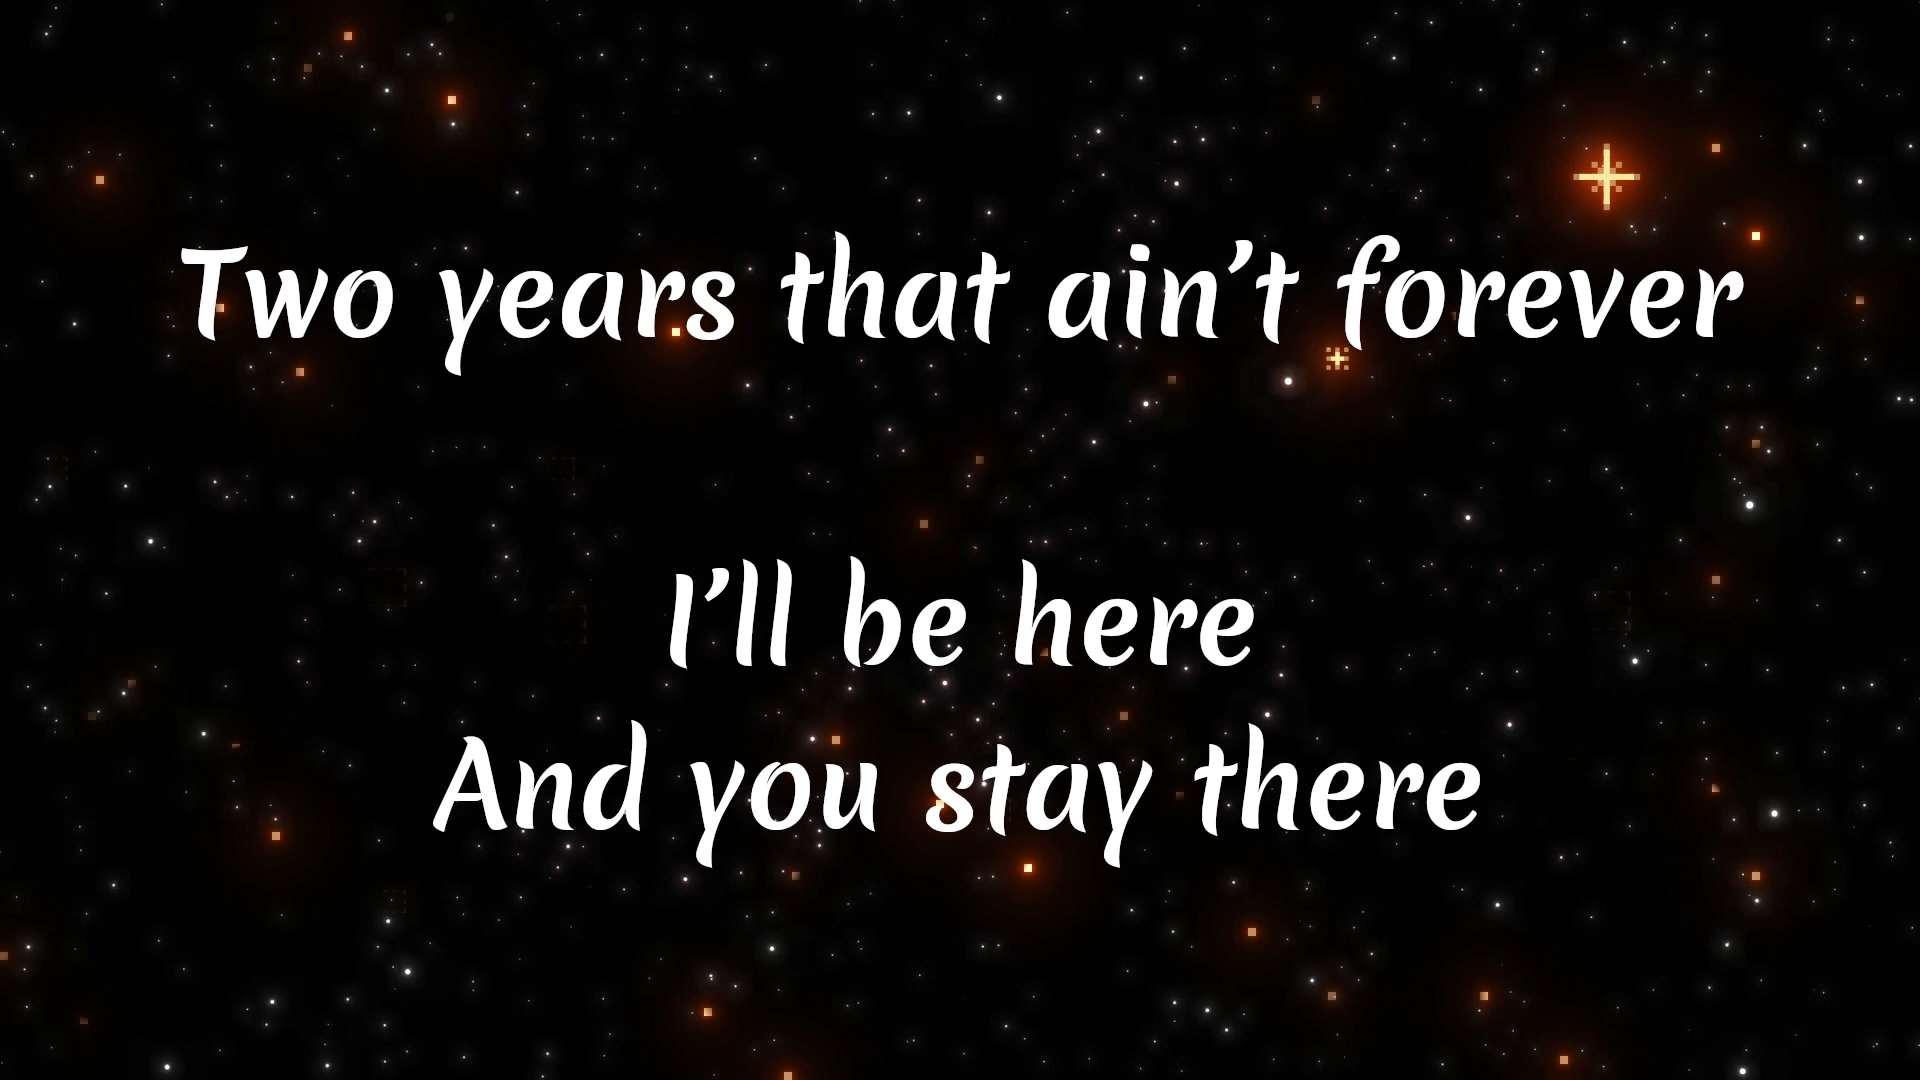 Two years that ain’t forever
I’ll be here
And you stay there